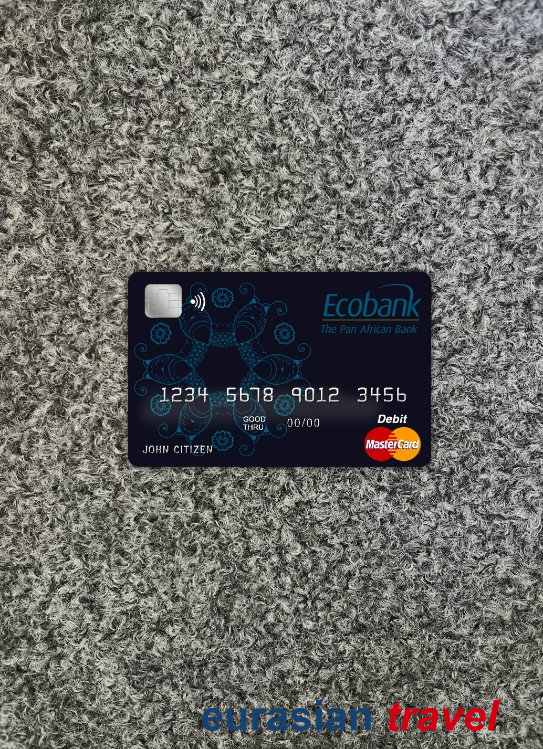 Ecobank
The Pan African Bank
1234 5678 9012 3456
GOOD
THRU
00/00
Debit
MasterCard
JOHN CITIZEN
eurasian travel